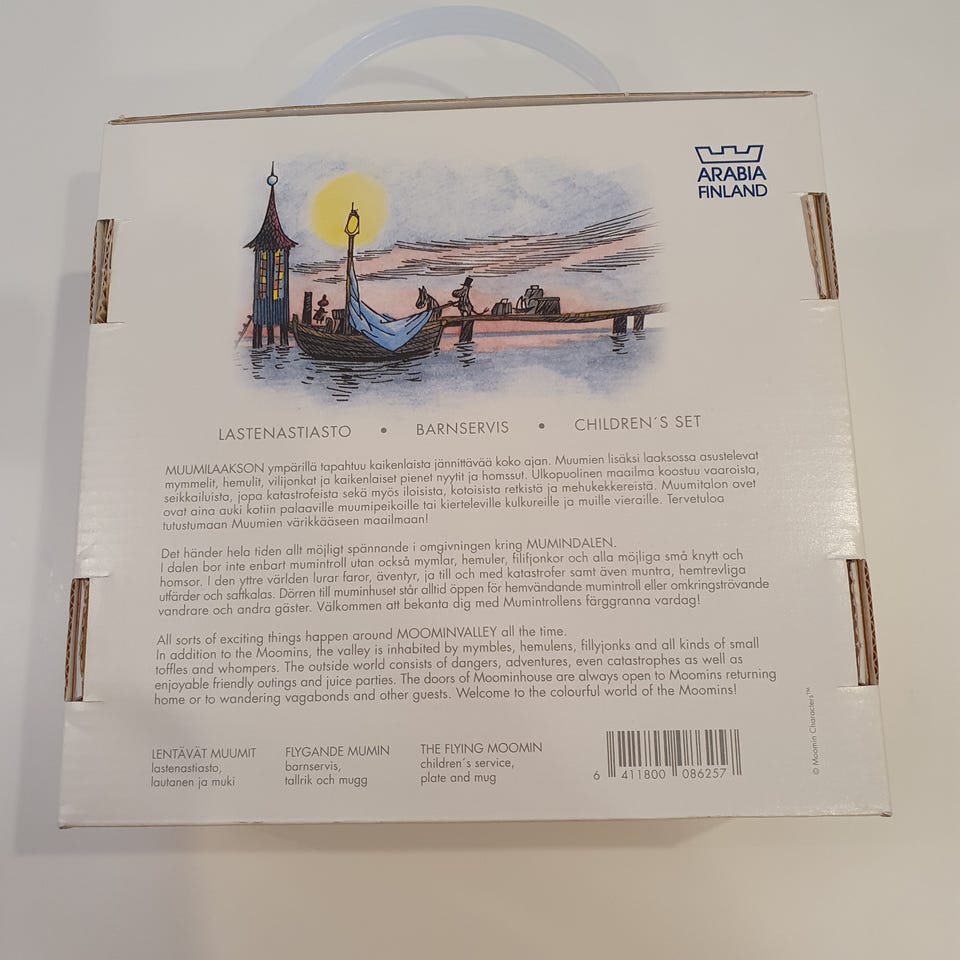 ARABIA
FINLAND
LASTENASTIASTO • BARNSERVIS • CHILDREN´S SET
MUUMILAAKSON ympärillä tapahtuu kaikenlaista jännittävää koko ajan. Muumien lisäksi laaksossa asustelevat
mymmelit, hemulit, vilijonkat ja kaikenlaiset pienet nyytit ja homssut. Ulkopuolinen maailma koostuu vaaroista,
seikkailuista, jopa katastrofeista sekä myös iloisista, kotoisista retkistä ja mehukekkereistä. Muumitalon ovet
ovat aina auki kotiin palaaville muumipeikoille tai kierteleville kulkureille ja muille vieraille. Tervetuloa
tutustumaan Muumien värikkääseen maailmaan!
Det händer hela tiden allt möjligt spännande i omgivningen kring MUMINDALEN.
I dalen bor inte enbart mumintroll utan också mymlar, hemuler, filifjonkor och alla möjliga små knytt och
homsor. I den yttre världen lurar faror, äventyr, ja till och med katastrofer samt även muntra, hemtrevliga
utfärder och saftkalas. Dörren till muminhuset står alltid öppen för hemvändande mumintroll eller omkringströvande
vandrare och andra gäster. Välkommen att bekanta dig med Mumintrollens färggranna vardag!
All sorts of exciting things happen around MOOMINVALLEY all the time.
In addition to the Moomins, the valley is inhabited by mymbles, hemulens, fillyjonks and all kinds of small
toffles and whompers. The outside world consists of dangers, adventures, even catastrophes as well as
enjoyable friendly outings and juice parties. The doors of Moominhouse are always open to Moomins returning
home or to wandering vagabonds and other guests. Welcome to the colourful world of the Moomins!
LENTÄVÄT MUUMIT
lastenastiasto,
lautanen ja muki
FLYGANDE MUMIN
barnservis,
tallrik och mugg
THE FLYING MOOMIN
children´s service,
plate and mug
6 411800 086257
© Moomin Characters™